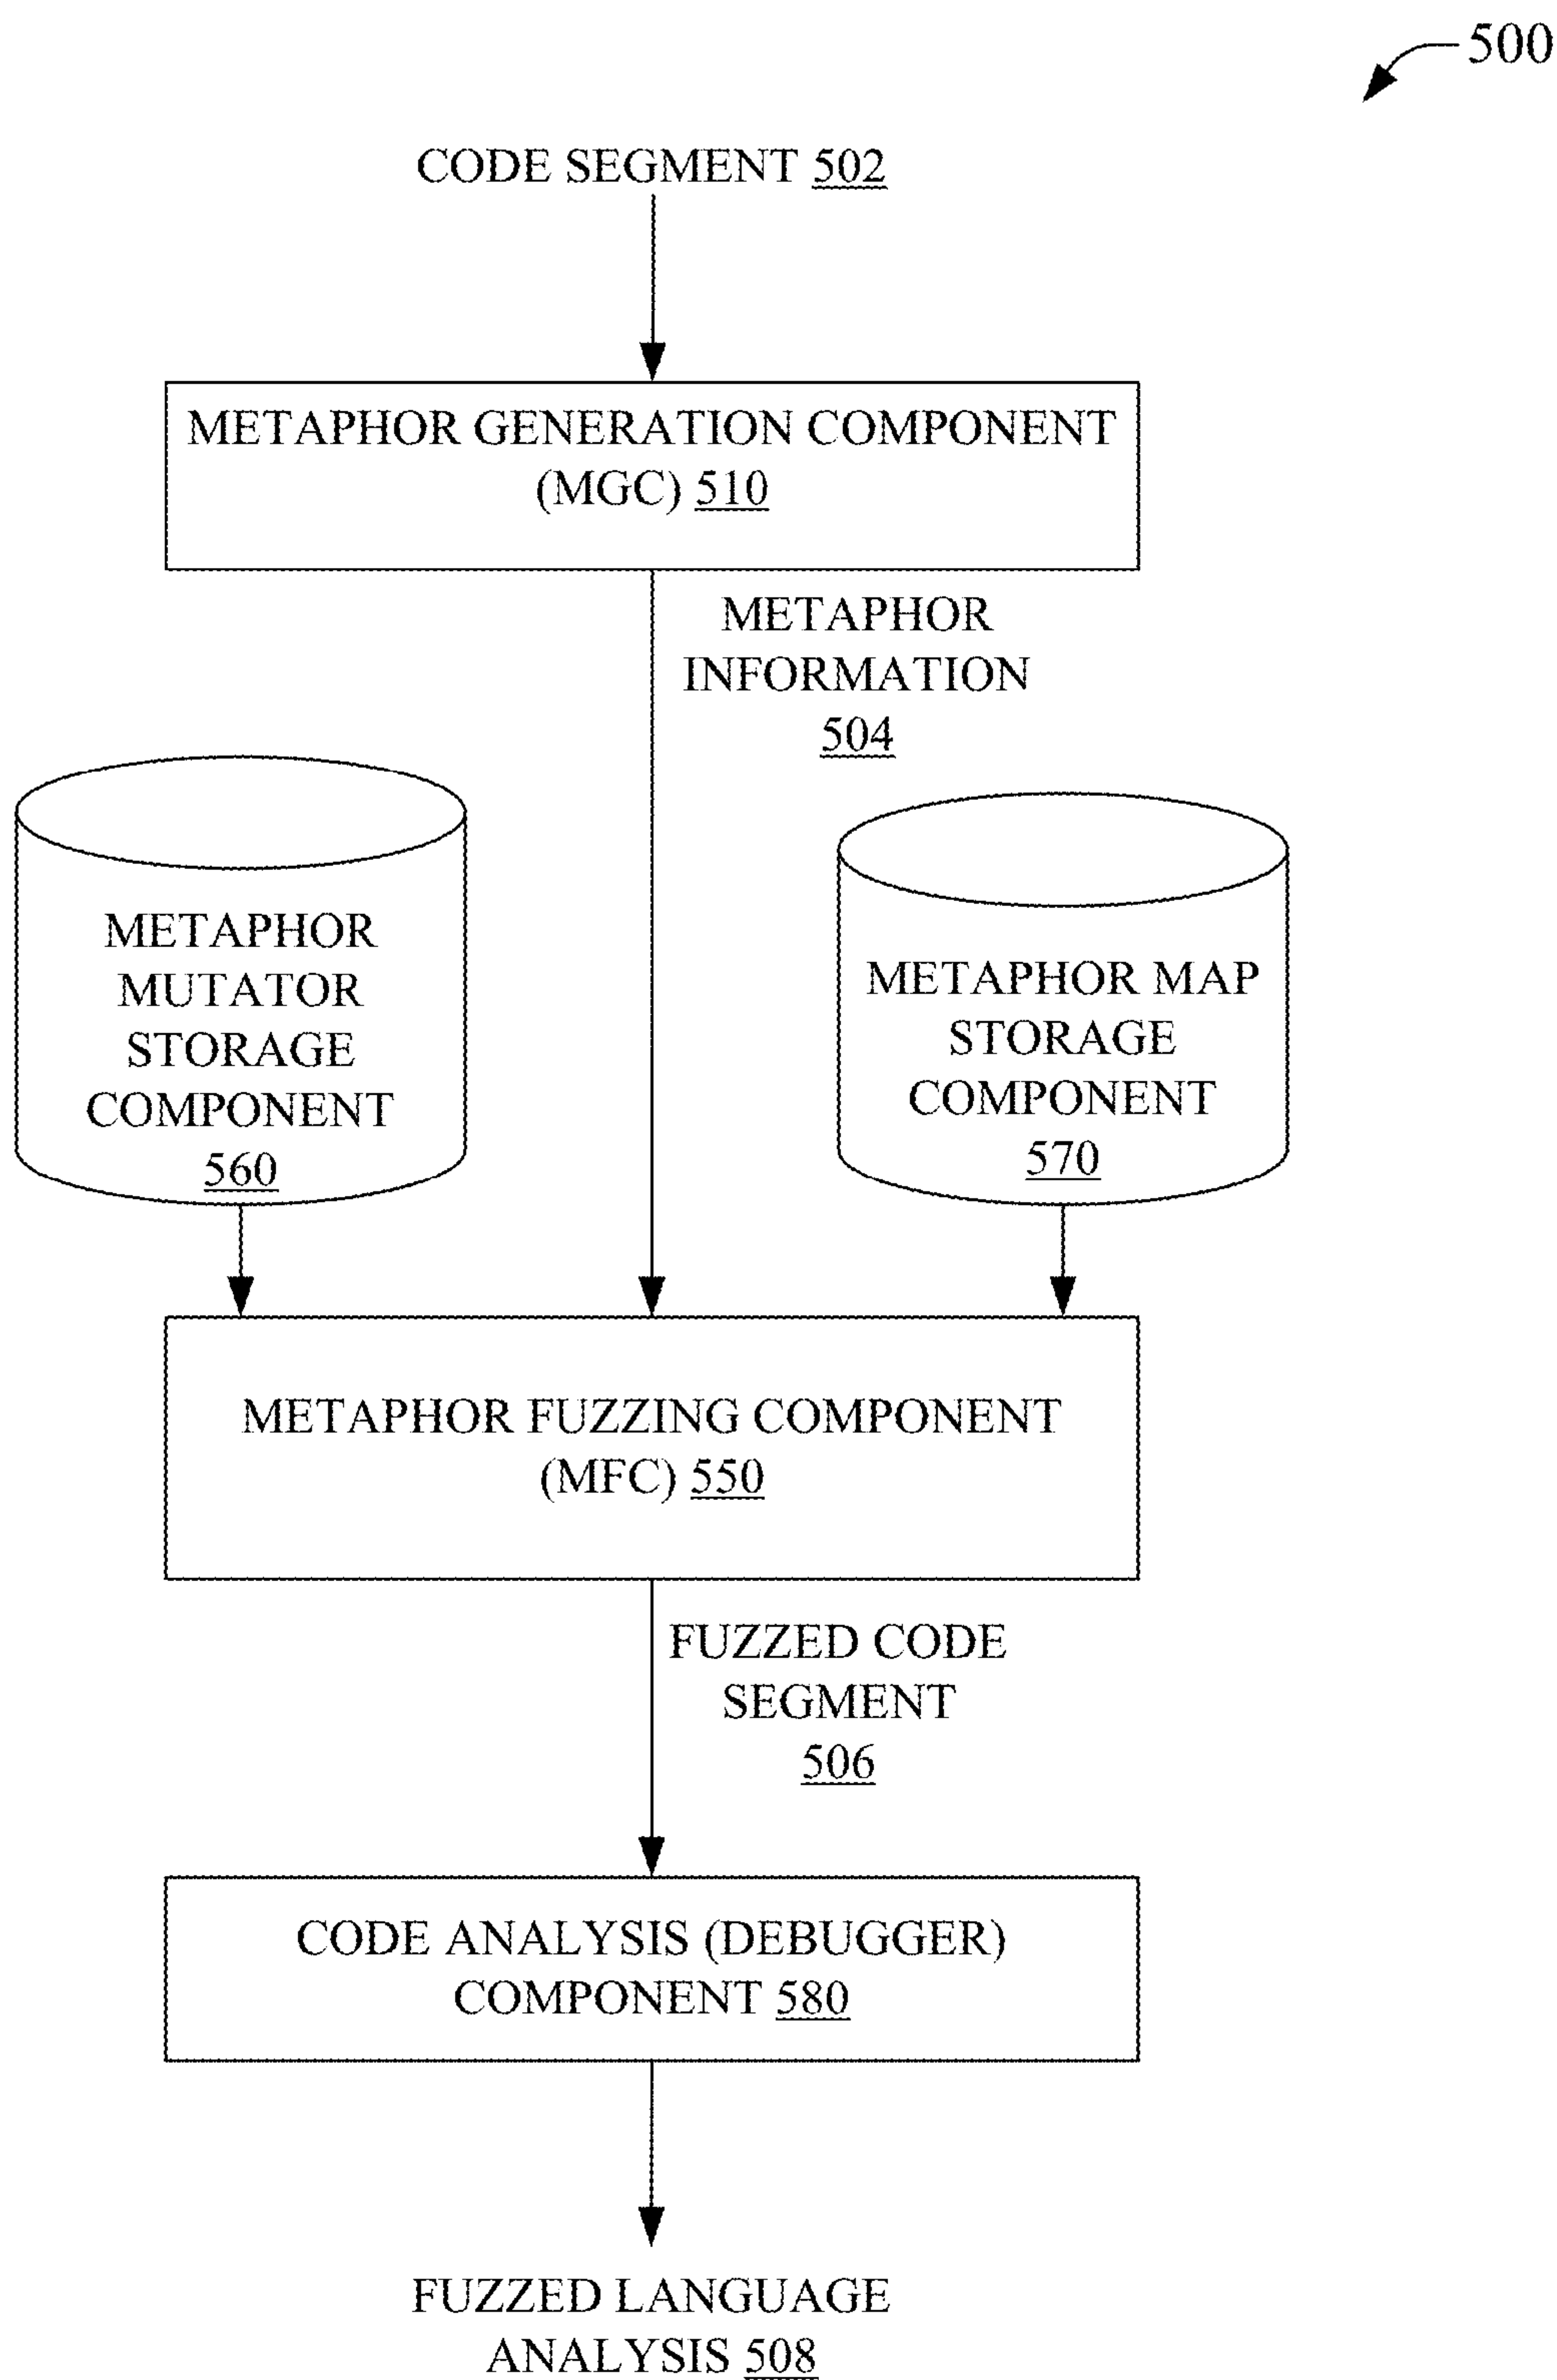 500
CODE SEGMENT 502
METAPHOR GENERATION COMPONENT
(MGC) 510
METAPHOR
INFORMATION
504
METAPHOR
MUTATOR
STORAGE
COMPONENT
560
METAPHOR MAP
STORAGE
COMPONENT
570
METAPHOR FUZZING COMPONENT
(MFC) 550
FUZZED CODE
SEGMENT
506
CODE ANALYSIS (DEBUGGER)
COMPONENT 580
FUZZED LANGUAGE
ANALYSIS 508